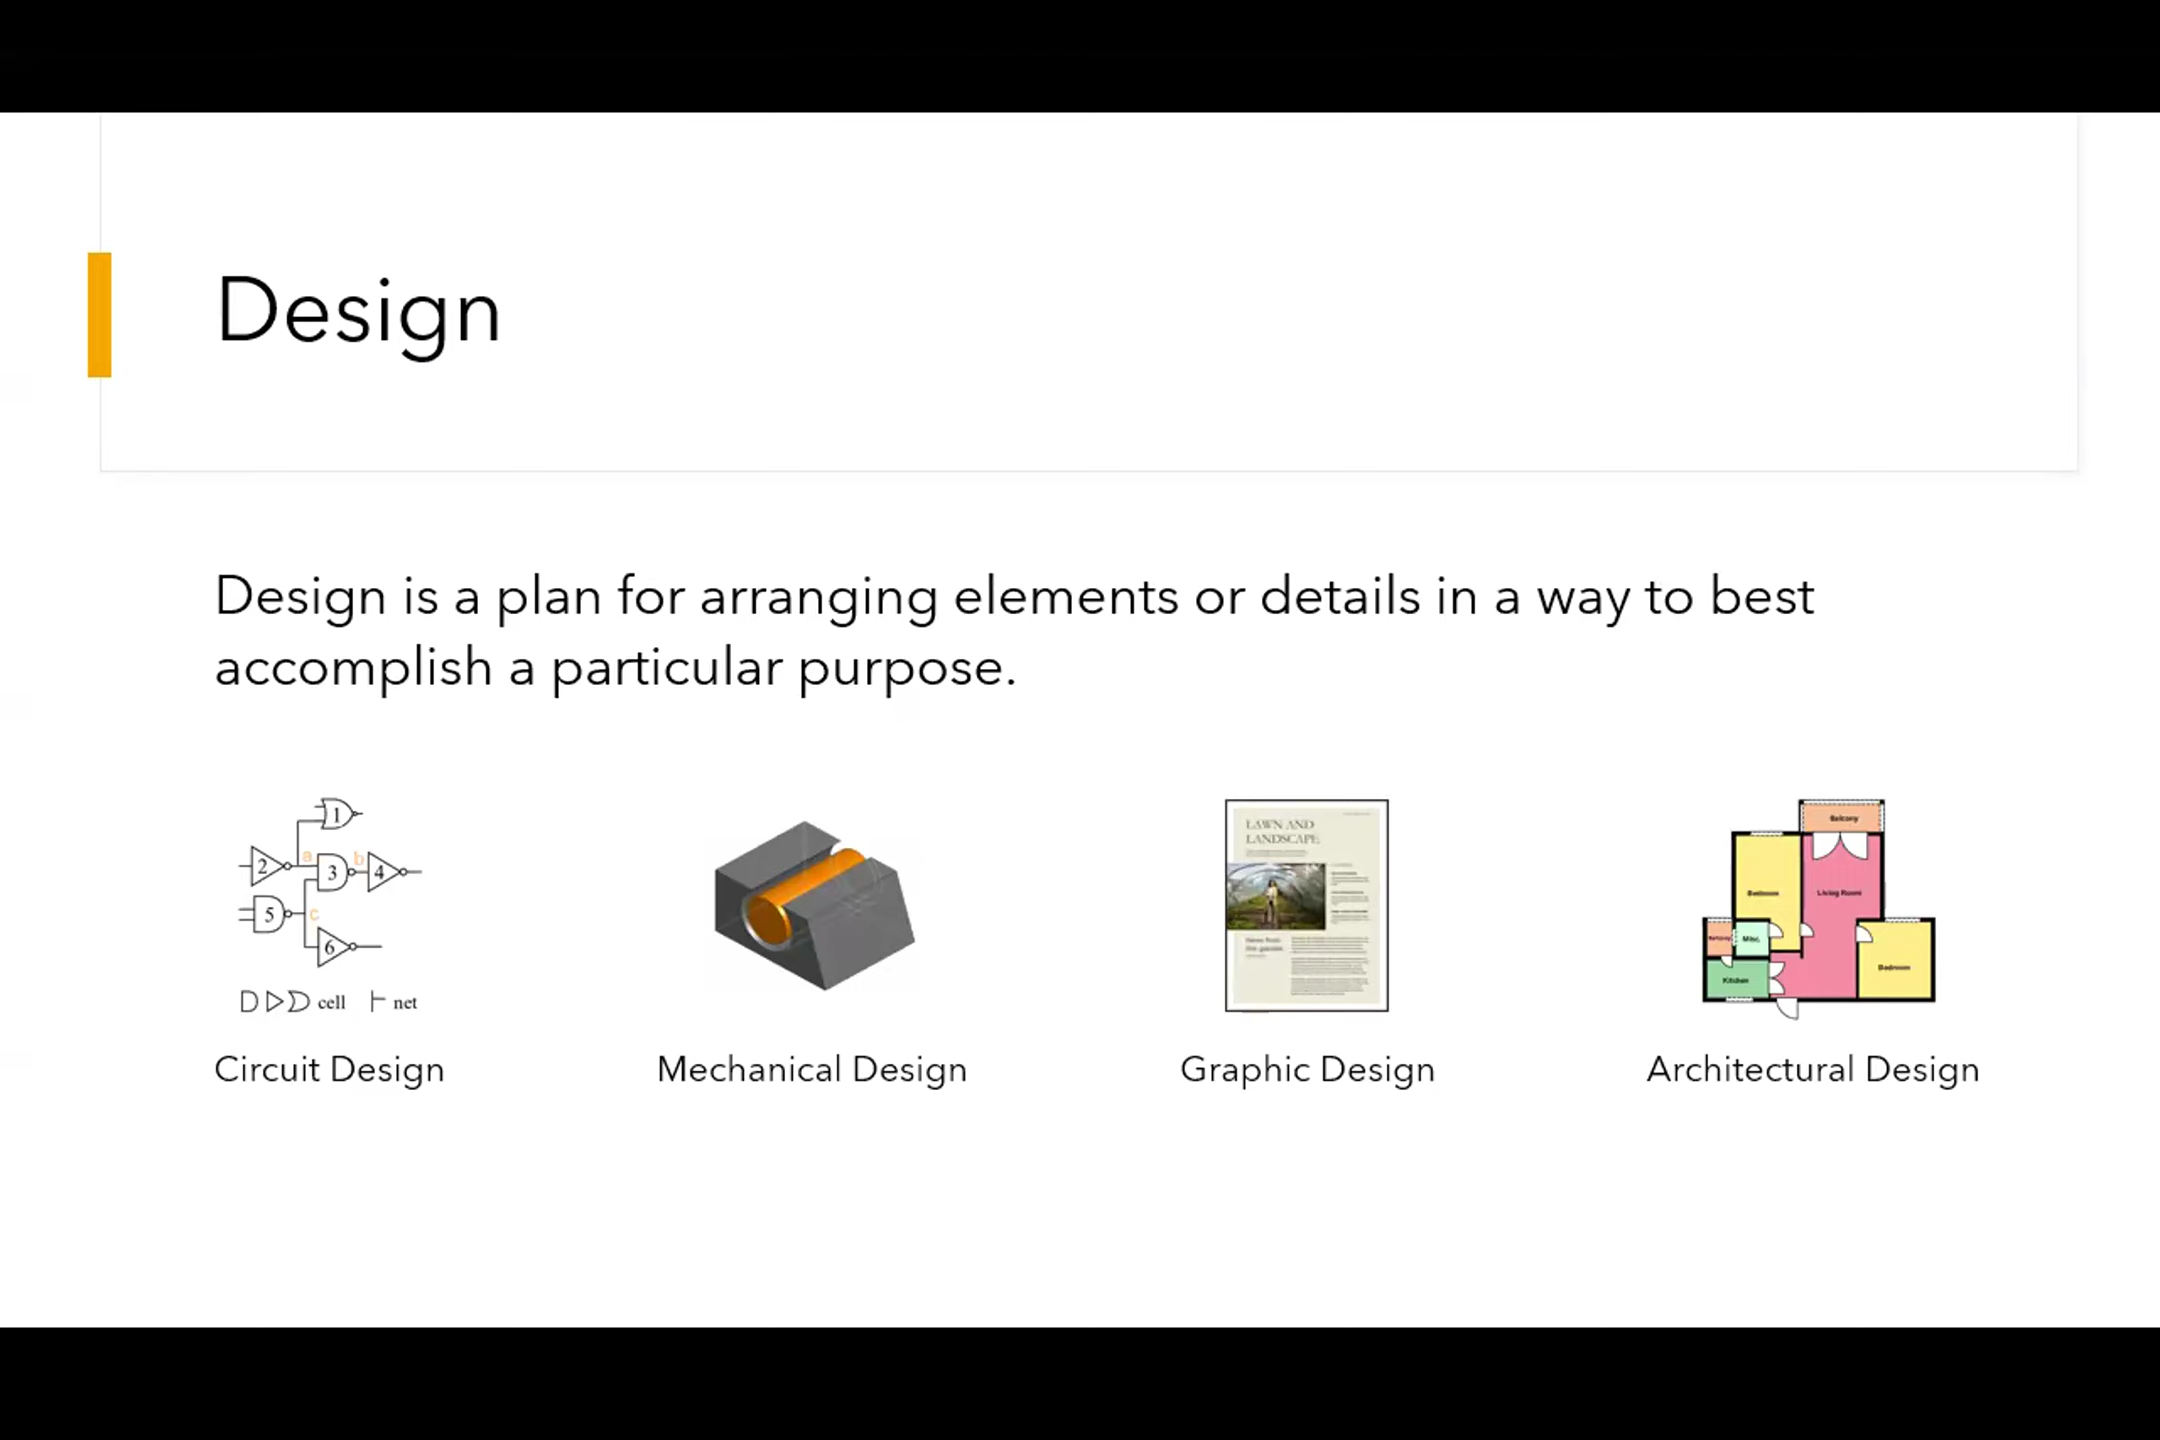 Design
Design is a plan for arranging elements or details in a way to best
accomplish a particular purpose.
1
2
a
3
b
4
5
c
6
cell
net
Circuit Design
Mechanical Design
LAWN AND
LANDSCAPE
Graphic Design
Balcony
Bedroom
Living Room
Balcony
Misc.
Kitchen
Bedroom
Architectural Design